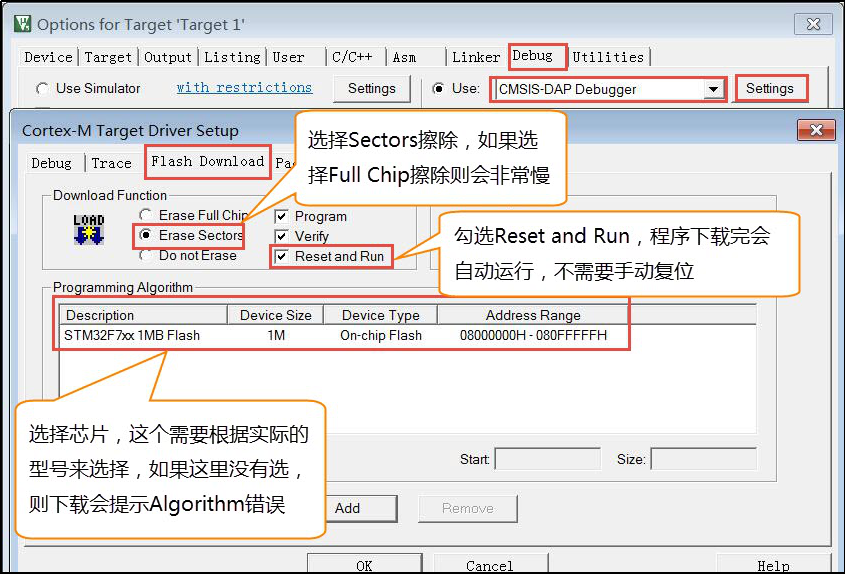 Options for Target 'Target 1'
Device Target Output Listing User C/C++ Asm Linker Debug Utilities
Use Simulator with restrictions Settings Use: CMSIS-DAP Debugger Settings
Cortex-M Target Driver Setup
选择Sectors擦除，如果选
择Full Chip擦除则会非常慢
Debug Trace Flash Download Pac
Download Function
LOAD
Erase Full Chip
Erase Sectors
Do not Erase
Program
Verify
Reset and Run
勾选Reset and Run，程序下载完会
自动运行，不需要手动复位
Programming Algorithm
Description Device Size Device Type Address Range
STM32F7xx 1MB Flash 1M On-chip Flash 08000000H - 080FFFFFH
选择芯片，这个需要根据实际的
型号来选择，如果这里没有选，
则下载会提示Algorithm错误
Start: Size:
Add Remove
OK Cancel Help